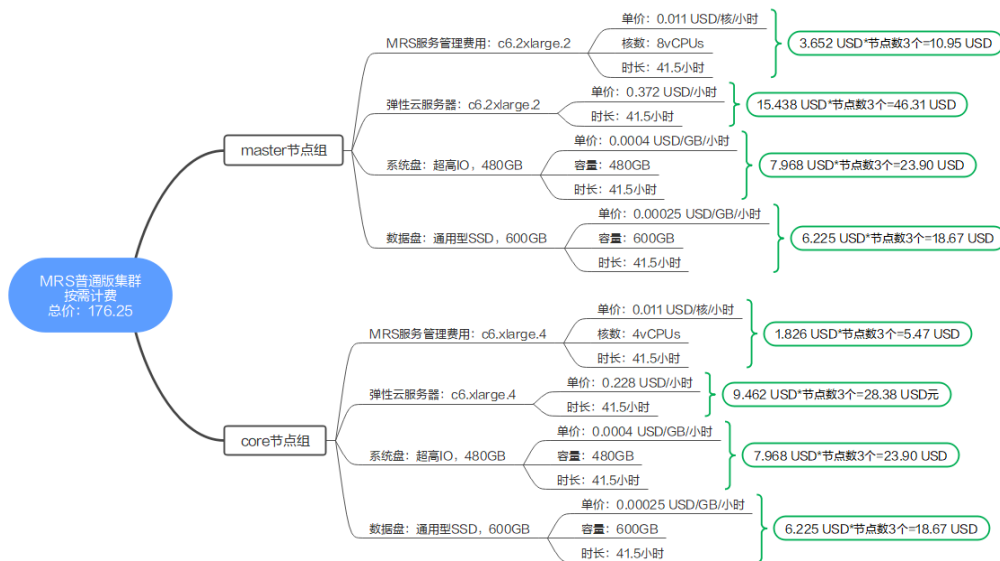 MRS普通版集群
按需计费
总价：176.25
master节点组
MRS服务管理费用：c6.2xlarge.2
单价：0.011 USD/核/小时
核数：8vCPUs
时长：41.5小时
3.652 USD*节点数3个=10.95 USD
弹性云服务器：c6.2xlarge.2
单价：0.372 USD/小时
时长：41.5小时
15.438 USD*节点数3个=46.31 USD
系统盘：超高IO，480GB
单价：0.0004 USD/GB/小时
容量：480GB
时长：41.5小时
7.968 USD*节点数3个=23.90 USD
数据盘：通用型SSD，600GB
单价：0.00025 USD/GB/小时
容量：600GB
时长：41.5小时
6.225 USD*节点数3个=18.67 USD
core节点组
MRS服务管理费用：c6.xlarge.4
单价：0.011 USD/核/小时
核数：4vCPUs
时长：41.5小时
1.826 USD*节点数3个=5.47 USD
弹性云服务器：c6.xlarge.4
单价：0.228 USD/小时
时长：41.5小时
9.462 USD*节点数3个=28.38 USD元
系统盘：超高IO，480GB
单价：0.0004 USD/GB/小时
容量：480GB
时长：41.5小时
7.968 USD*节点数3个=23.90 USD
数据盘：通用型SSD，600GB
单价：0.00025 USD/GB/小时
容量：600GB
时长：41.5小时
6.225 USD*节点数3个=18.67 USD